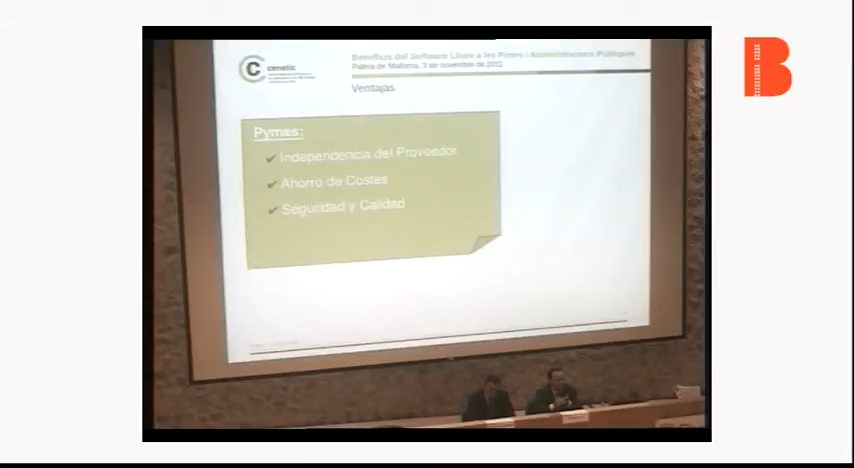 cenatic
Beneficis del Software Lliure a les Pimes i Administracions Públiques
Palma de Mallorca, 3 de novembre de 2011
Ventajas
Pymes:
✔ Independencia del Proveedor
✔ Ahorro de Costes
✔ Seguridad y Calidad
B